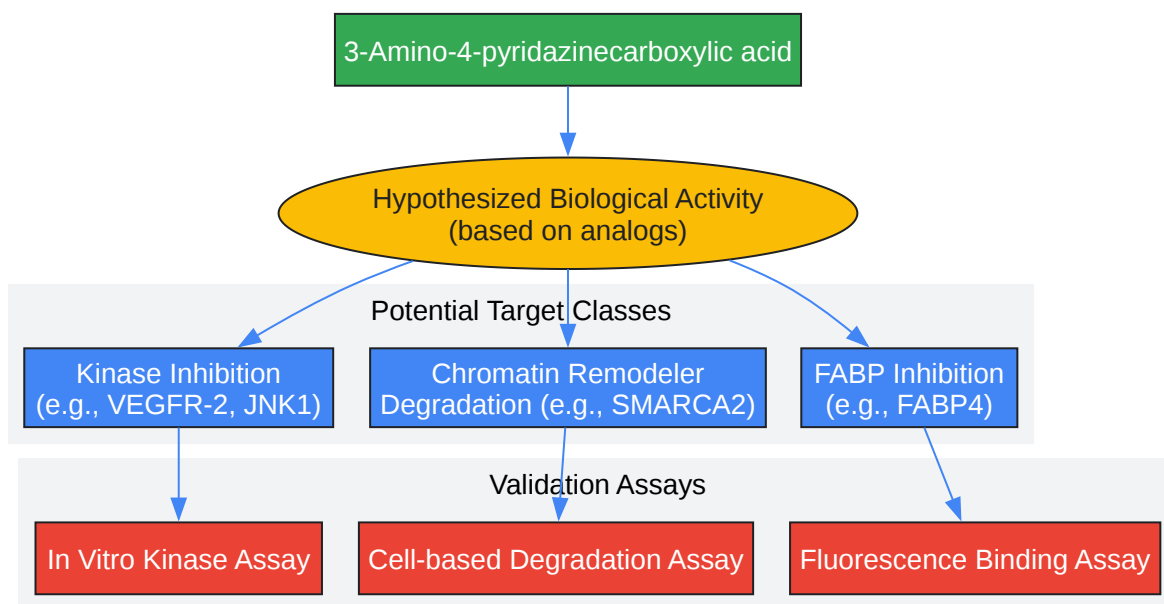 3-Amino-4-pyridazinecarboxylic acid
Hypothesized Biological Activity
(based on analogs)
Potential Target Classes
Kinase Inhibition
(e.g., VEGFR-2, JNK1)
Chromatin Remodeler
Degradation (e.g., SMARCA2)
FABP Inhibition
(e.g., FABP4)
Validation Assays
In Vitro Kinase Assay
Cell-based Degradation Assay
Fluorescence Binding Assay